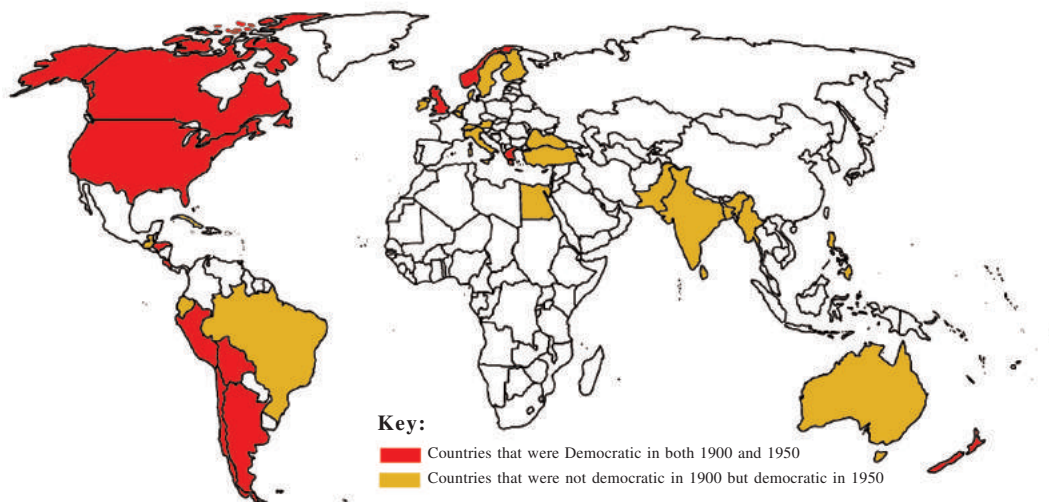 Key:
Countries that were Democratic in both 1900 and 1950
Countries that were not democratic in 1900 but democratic in 1950